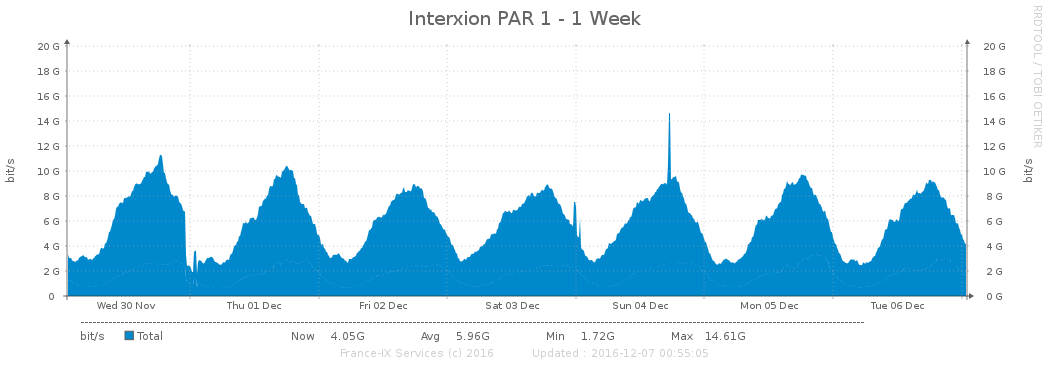 Interxion PAR 1 - 1 Week
RRDTOOL / TOBI OETIKER
20 G 20 G
18 G 18 G
16 G 16 G
14 G 14 G
12 G 12 G
10 G 10 G
8 G 8 G
6 G 6 G
4 G 4 G
2 G 2 G
0 0 G
bit/s bit/s
Wed 30 Nov Thu 01 Dec Fri 02 Dec Sat 03 Dec Sun 04 Dec Mon 05 Dec Tue 06 Dec
bit/s Total Now 4.05G Avg 5.96G Min 1.72G Max 14.61G
France-IX Services (c) 2016 Updated : 2016-12-07 00:55:05